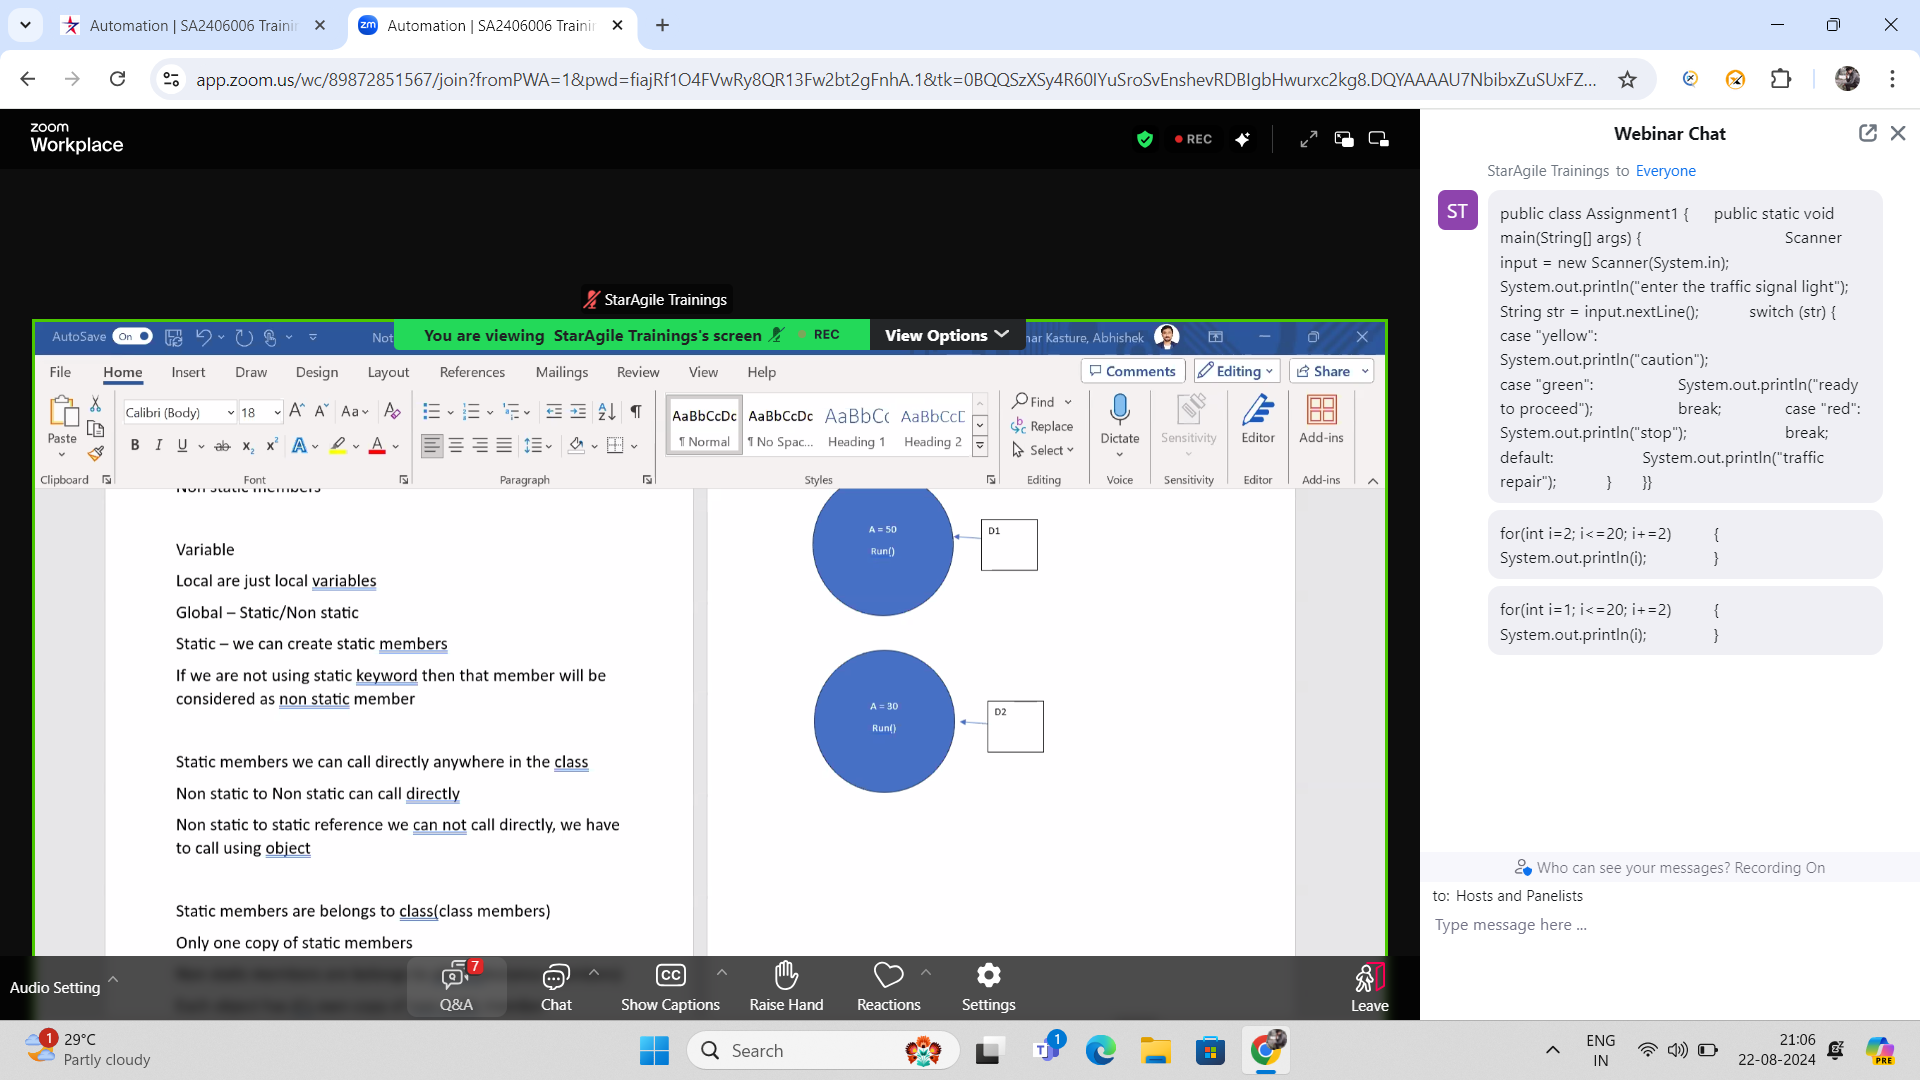 Automation | SA2406006 Trainin
Automation | SA2406006 Trainin
app.zoom.us/wc/89872851567/join?fromPWA=1&pwd=fiajRf1O4FVwRy8QR13Fw2bt2gFnhA.1&tk=0BQQSzXSy4R60IYuSroSvEnshevRDBIgbHwurxc2kg8.DQYAAAAU7NbibxZuSUxFZ...
zoom
Workplace
REC
StarAgile Trainings
AutoSave On
Not
You are viewing StarAgile Trainings's screen REC
View Options
nar Kasture, Abhishek
File Home Insert Draw Design Layout References Mailings Review View Help
Comments Editing Share
Paste
Calibri (Body) 18
Aa
B I U ab x₂ x² A A
AaBbCcDc AaBbCcDc AaBbCc AaBbCcD
¶ Normal ¶ No Spac... Heading 1 Heading 2
Find
Replace
Select
Dictate
Sensitivity
Editor
Add-ins
Clipboard Font Paragraph Styles Editing Voice Sensitivity Editor Add-ins
Non static members
Variable
Local are just local variables
Global – Static/Non static
Static – we can create static members
If we are not using static keyword then that member will be
considered as non static member
Static members we can call directly anywhere in the class
Non static to Non static can call directly
Non static to static reference we can not call directly, we have
to call using object
Static members are belongs to class(class members)
Only one copy of static members
A = 50
Run()
D1
A = 30
Run()
D2
Audio Setting
7
Q&A
Chat
CC
Show Captions
Raise Hand
Reactions
Settings
Leave
Webinar Chat
StarAgile Trainings to Everyone
ST
public class Assignment1 { public static void
main(String[] args) { Scanner
input = new Scanner(System.in);
System.out.println("enter the traffic signal light");
String str = input.nextLine(); switch (str) {
case "yellow":
System.out.println("caution");
case "green": System.out.println("ready
to proceed"); break; case "red":
System.out.println("stop"); break;
default: System.out.println("traffic
repair"); } }}
for(int i=2; i<=20; i+=2) {
System.out.println(i); }
for(int i=1; i<=20; i+=2) {
System.out.println(i); }
Who can see your messages? Recording On
to: Hosts and Panelists
Type message here ...
1
29°C
Partly cloudy
Search
1
ENG
IN
21:06
22-08-2024
PRE